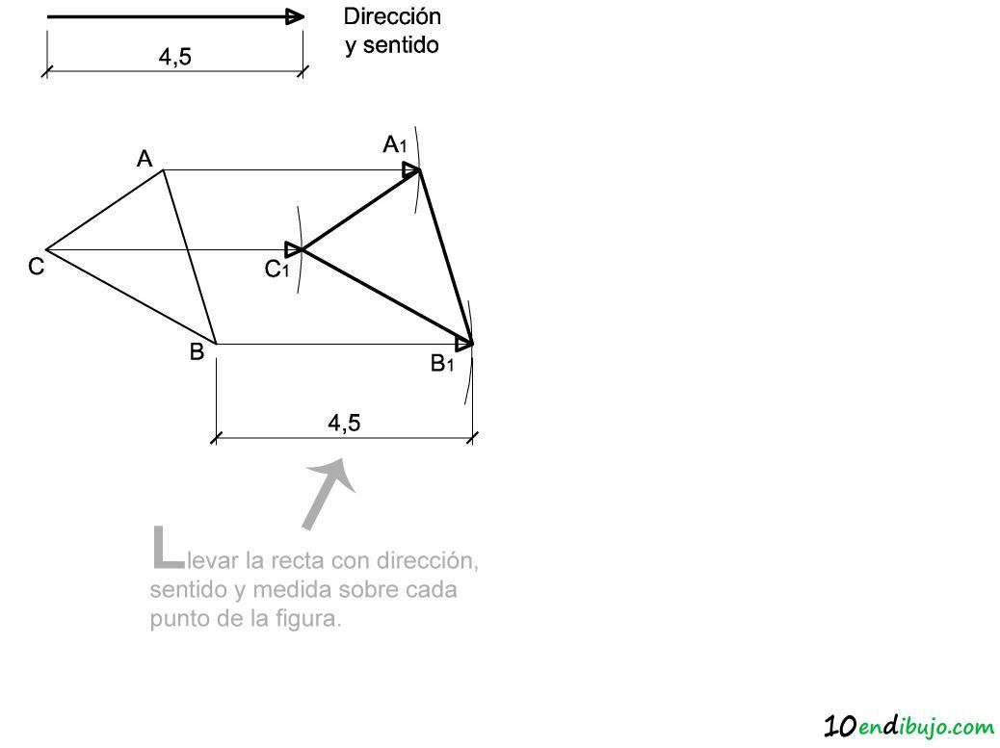 Dirección
y sentido
4,5
A
A1
C
C1
B
B1
4,5
Llevar la recta con dirección,
sentido y medida sobre cada
punto de la figura.
10endibujo.com